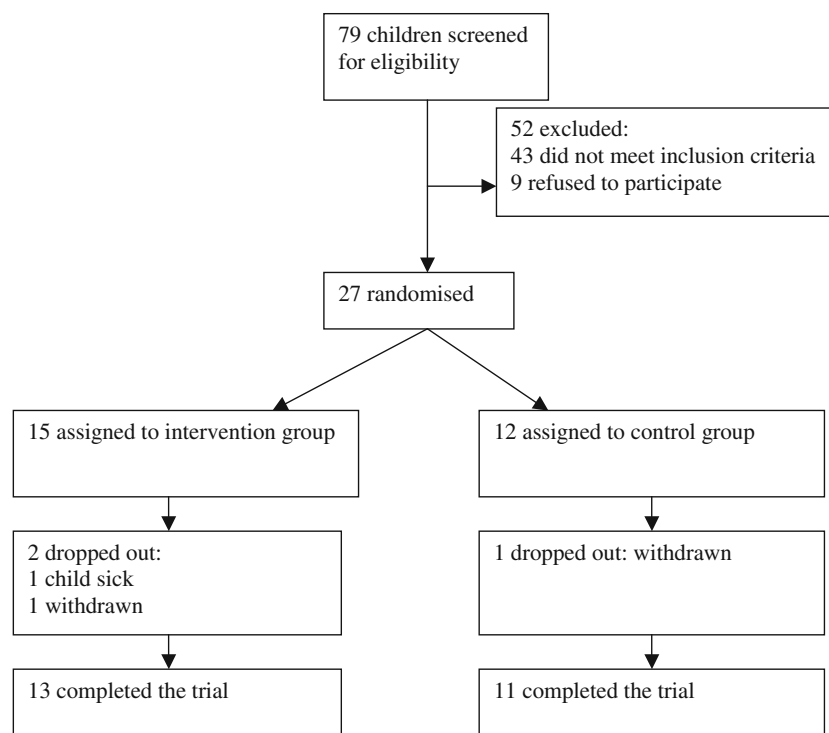 79 children screened
for eligibility
52 excluded:
43 did not meet inclusion criteria
9 refused to participate
27 randomised
15 assigned to intervention group
12 assigned to control group
2 dropped out:
1 child sick
1 withdrawn
1 dropped out: withdrawn
13 completed the trial
11 completed the trial